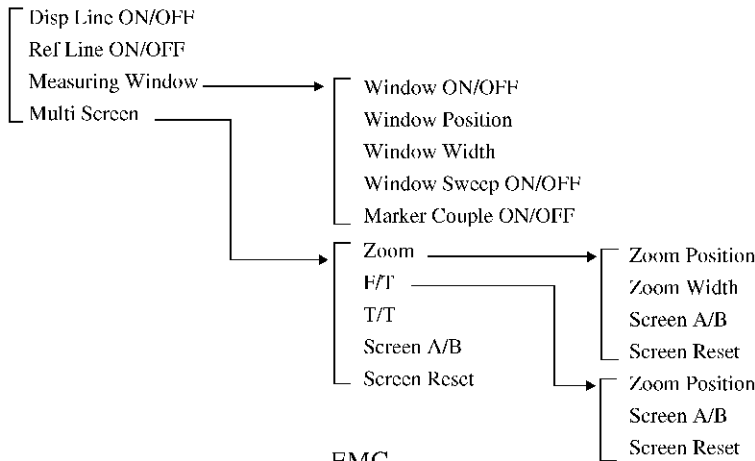 Disp Line ON/OFF
Ref Line ON/OFF
Measuring Window
Multi Screen
Window ON/OFF
Window Position
Window Width
Window Sweep ON/OFF
Marker Couple ON/OFF
Zoom
F/T
T/T
Screen A/B
Screen Reset
Zoom Position
Zoom Width
Screen A/B
Screen Reset
Zoom Position
Screen A/B
Screen Reset
EMC